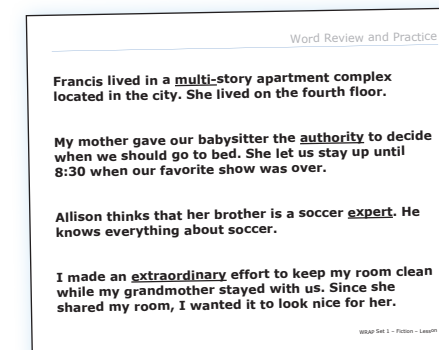 Word Review and Practice
Francis lived in a multi-story apartment complex
located in the city. She lived on the fourth floor.
My mother gave our babysitter the authority to decide
when we should go to bed. She let us stay up until
8:30 when our favorite show was over.
Allison thinks that her brother is a soccer expert. He
knows everything about soccer.
I made an extraordinary effort to keep my room clean
while my grandmother stayed with us. Since she
shared my room, I wanted it to look nice for her.
WRAP Set 1 – Fiction – Lesson